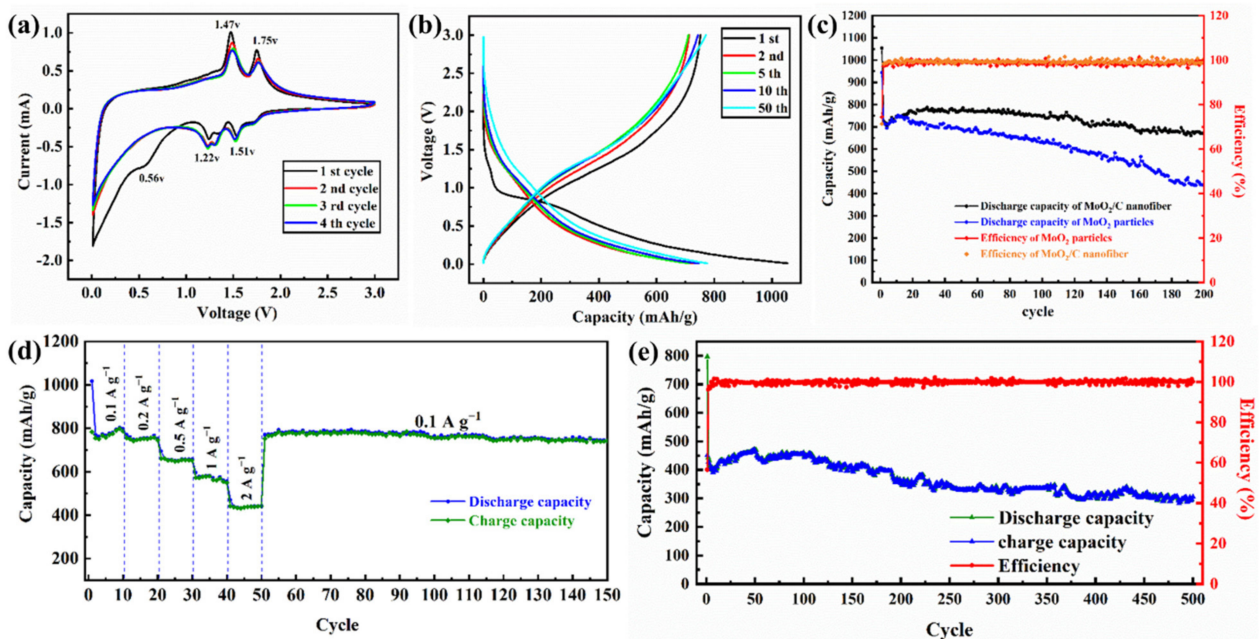 (a)
1.47v
1.75v
1.22v
1.51v
0.56v
1 st cycle
2 nd cycle
3 rd cycle
4 th cycle
Current (mA)
1.0
0.5
0.0
-0.5
-1.0
-1.5
-2.0
0.0 0.5 1.0 1.5 2.0 2.5 3.0
Voltage (V)
(b)
1 st
2 nd
5 th
10 th
50 th
Voltage (V)
3.0
2.5
2.0
1.5
1.0
0.5
0.0
0 200 400 600 800 1000
Capacity (mAh/g)
(c)
Capacity (mAh/g)
1200
1100
1000
900
800
700
600
500
400
300
200
100
0
Discharge capacity of MoO₂/C nanofiber
Discharge capacity of MoO₂ particles
Efficiency of MoO₂ particles
Efficiency of MoO₂/C nanofiber
0 20 40 60 80 100 120 140 160 180 200
cycle
120
100
80
60
40
20
0
Efficiency (%)
(d)
Capacity (mAh/g)
1200
1000
800
600
400
200
0.1 A g⁻¹
0.2 A g⁻¹
0.5 A g⁻¹
1 A g⁻¹
2 A g⁻¹
0.1 A g⁻¹
Discharge capacity
Charge capacity
0 10 20 30 40 50 60 70 80 90 100 110 120 130 140 150
Cycle
(e)
Capacity (mAh/g)
800
700
600
500
400
300
200
100
0
Discharge capacity
charge capacity
Efficiency
0 50 100 150 200 250 300 350 400 450 500
Cycle
120
100
80
60
40
20
0
Efficiency (%)